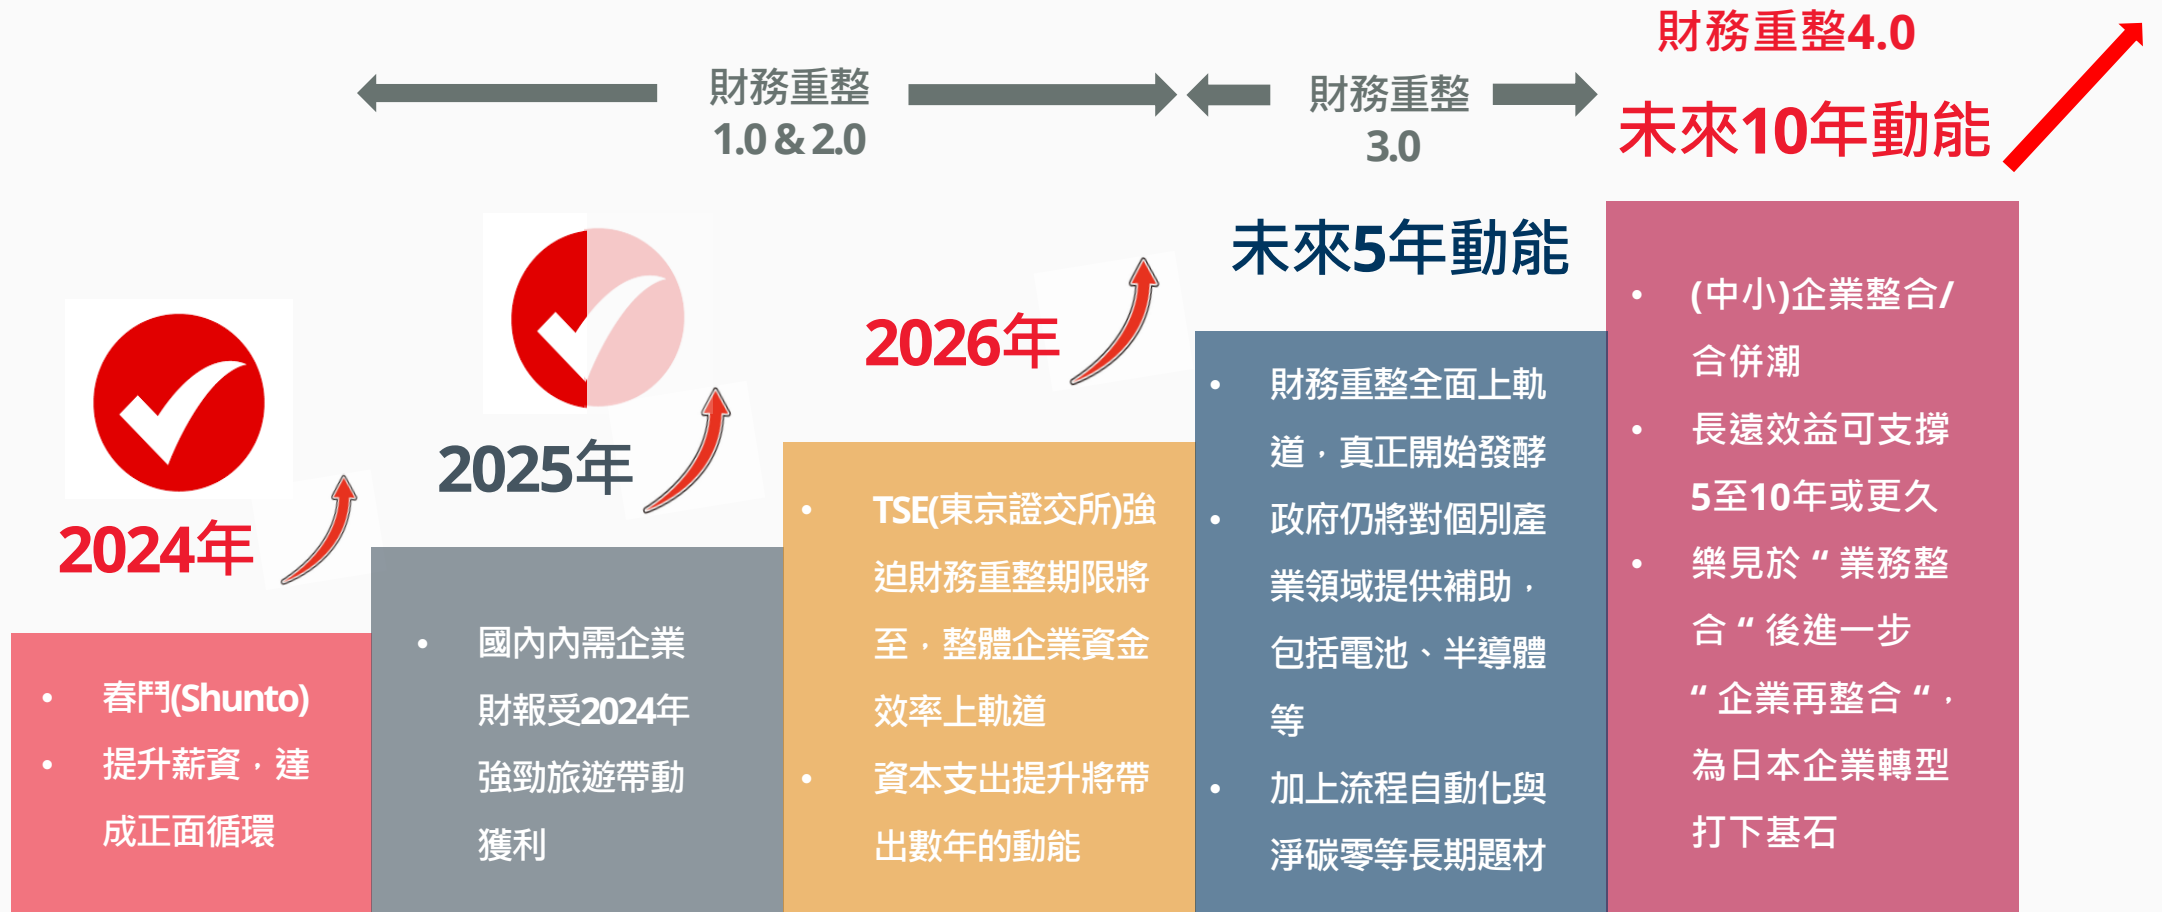 財務重整
1.0 & 2.0
財務重整
3.0
財務重整4.0
未來10年動能
2024年
• 春鬥(Shunto)
• 提升薪資，達
成正面循環
2025年
• 國內內需企業
財報受2024年
強勁旅遊帶動
獲利
2026年
• TSE(東京證交所)強
迫財務重整期限將
至，整體企業資金
效率上軌道
• 資本支出提升將帶
出數年的動能
未來5年動能
• 財務重整全面上軌
道，真正開始發酵
• 政府仍將對個別產
業領域提供補助，
包括電池、半導體
等
• 加上流程自動化與
淨碳零等長期題材
• (中小)企業整合/
合併潮
• 長遠效益可支撐
5至10年或更久
• 樂見於 “ 業務整
合 “ 後進一步
“ 企業再整合 “，
為日本企業轉型
打下基石